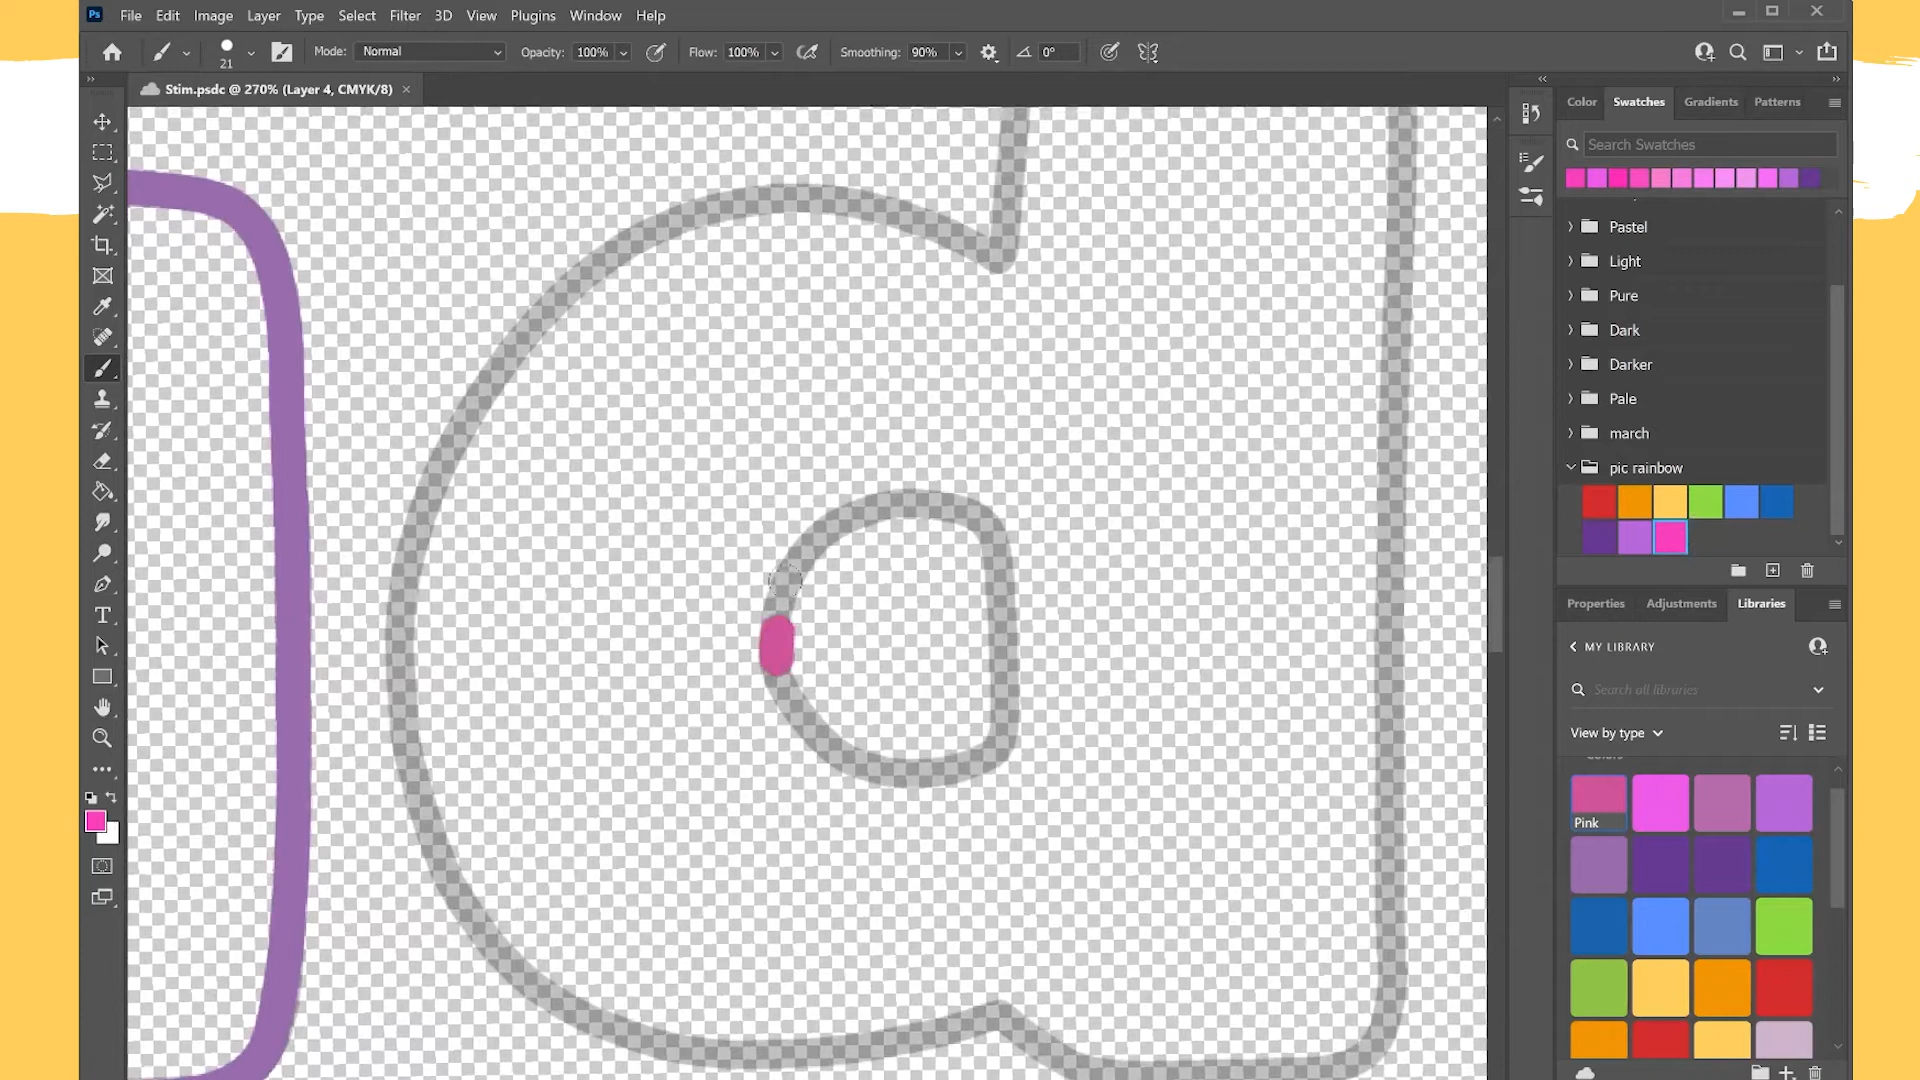 Ps File Edit Image Layer Type Select Filter 3D View Plugins Window Help
21 Mode: Normal Opacity: 100% Flow: 100% Smoothing: 90% 0°
Stim.psdc @ 270% (Layer 4, CMYK/8)
Color Swatches Gradients Patterns
Search Swatches
Pastel
Light
Pure
Dark
Darker
Pale
march
pic rainbow
Properties Adjustments Libraries
MY LIBRARY
Search all libraries
View by type
Colors
Pink